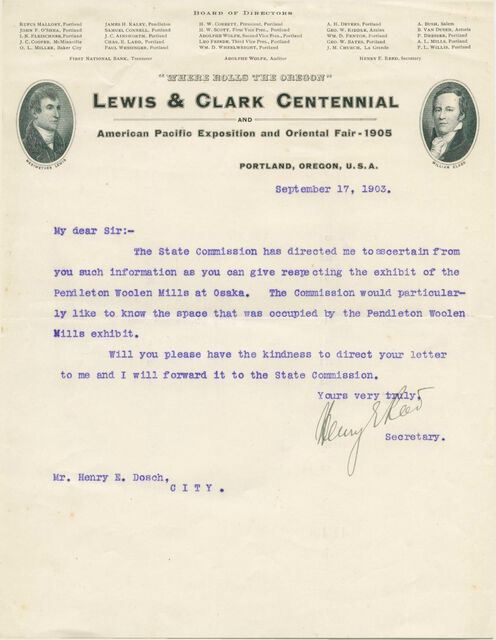 BOARD OF DIRECTORS
RUFUS MALLORY, Portland
JOHN F. O'SHEA, Portland
I. N. FLEISCHNER, Portland
J. C. COOPER, McMinnville
O. L. MILLER, Baker City
JAMES H. RALEY, Pendleton
SAMUEL CONNELL, Portland
J. C. AINSWORTH, Portland
CHAS. E. LADD, Portland
PAUL WESSINGER, Portland
H. W. CORBETT, President, Portland
H. W. SCOTT, First Vice Pres., Portland
ADOLPHE WOLFE, Second Vice Pres., Portland
LEO FRIEDE, Third Vice Pres., Portland
WM. D. WHEELWRIGHT, Portland
A. H. DEVERS, Portland
GEO. W. RIDDLE, Azalea
WM. D. FENTON, Portland
GEO. W. BATES, Portland
J. M. CHURCH, La Grande
A. BUSH, Salem
B. VAN DUSEN, Astoria
F. DRESSER, Portland
A. L. MILLS, Portland
P. L. WILLIS, Portland
FIRST NATIONAL BANK, Treasurer
ADOLPHE WOLFE, Auditor
HENRY E. REED, Secretary
"WHERE ROLLS THE OREGON"
LEWIS & CLARK CENTENNIAL
AND
American Pacific Exposition and Oriental Fair - 1905
MERIWETHER LEWIS
WILLIAM CLARK
PORTLAND, OREGON, U. S. A.
September 17, 1903.
My dear Sir:-
The State Commission has directed me to ascertain from
you such information as you can give respecting the exhibit of the
Pendleton Woolen Mills at Osaka. The Commission would particular-
ly like to know the space that was occupied by the Pendleton Woolen
Mills exhibit.
Will you please have the kindness to direct your letter
to me and I will forward it to the State Commission.
Yours very truly,
Henry E Reed
Secretary.
Mr. Henry E. Dosch,
C I T Y .